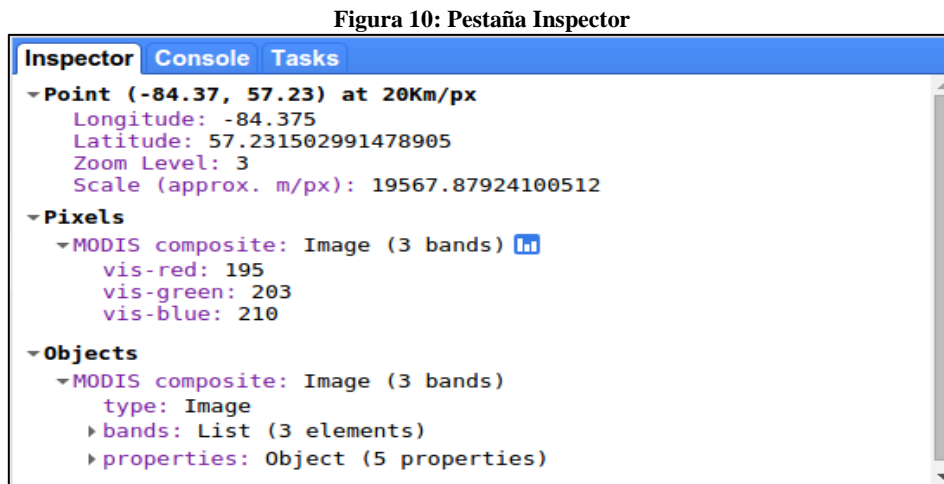 Figura 10: Pestaña Inspector
Inspector Console Tasks
Point (-84.37, 57.23) at 20Km/px
Longitude: -84.375
Latitude: 57.231502991478905
Zoom Level: 3
Scale (approx. m/px): 19567.87924100512
Pixels
MODIS composite: Image (3 bands)
vis-red: 195
vis-green: 203
vis-blue: 210
Objects
MODIS composite: Image (3 bands)
type: Image
bands: List (3 elements)
properties: Object (5 properties)